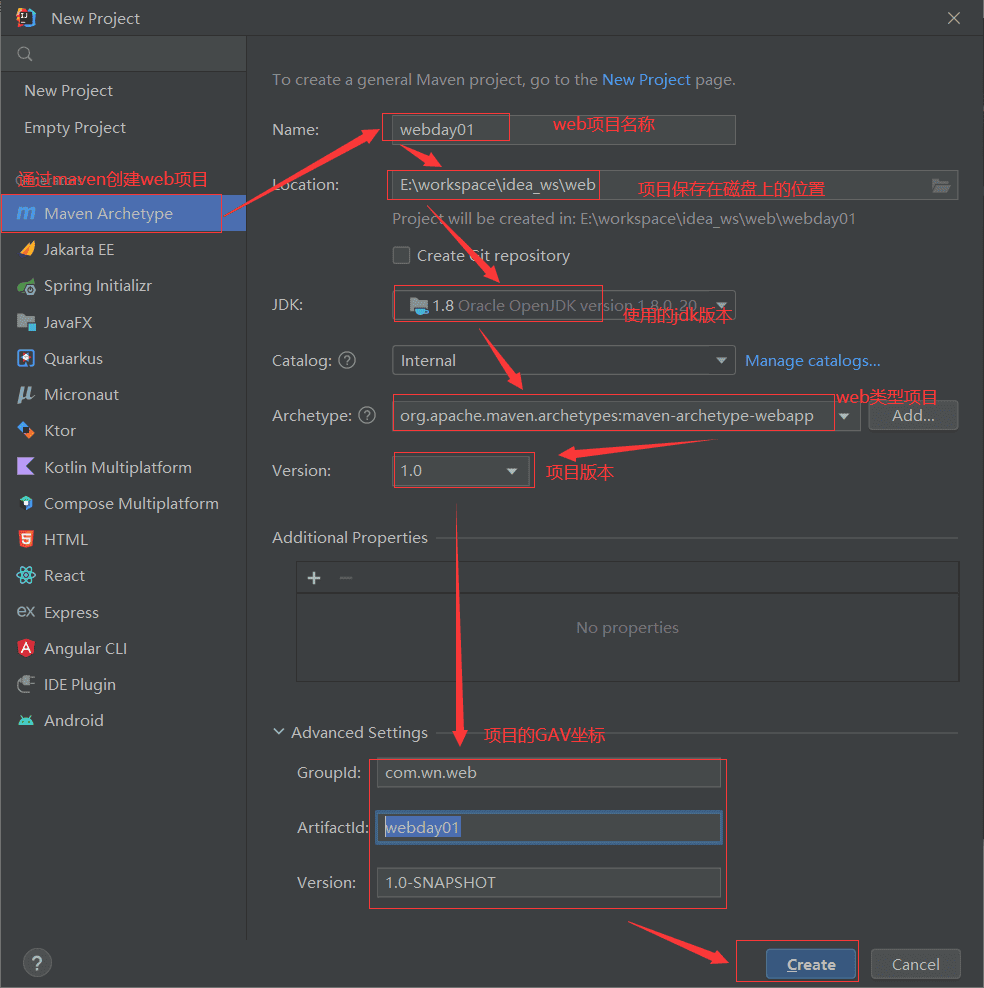 New Project
New Project
Empty Project
通过maven创建web项目
Maven Archetype
Jakarta EE
Spring Initializr
JavaFX
Quarkus
Micronaut
Ktor
Kotlin Multiplatform
Compose Multiplatform
HTML
React
Express
Angular CLI
IDE Plugin
Android
To create a general Maven project, go to the New Project page.
Name: webday01 web项目名称
Location: E:\workspace\idea_ws\web 项目保存在磁盘上的位置
Project will be created in: E:\workspace\idea_ws\web\webday01
Create Git repository
JDK: 1.8 Oracle OpenJDK version 1.8.0_20 使用的jdk版本
Catalog: ? Internal Manage catalogs...
web类型项目
Archetype: ? org.apache.maven.archetypes:maven-archetype-webapp Add...
Version: 1.0 项目版本
Additional Properties
No properties
Advanced Settings 项目的GAV坐标
GroupId: com.wn.web
ArtifactId: webday01
Version: 1.0-SNAPSHOT
? Create Cancel